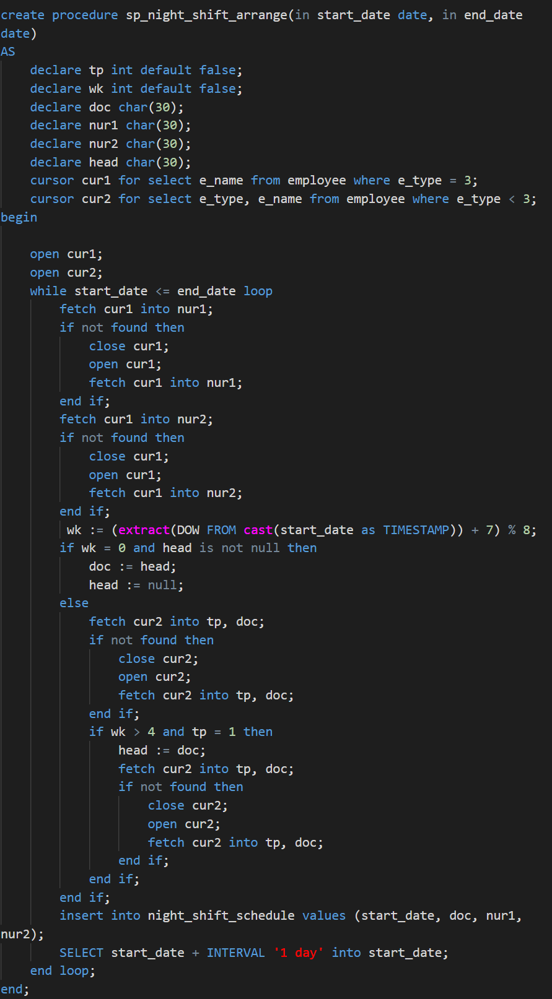 create procedure sp_night_shift_arrange(in start_date date, in end_date
date)
AS
    declare tp int default false;
    declare wk int default false;
    declare doc char(30);
    declare nur1 char(30);
    declare nur2 char(30);
    declare head char(30);
    cursor cur1 for select e_name from employee where e_type = 3;
    cursor cur2 for select e_type, e_name from employee where e_type < 3;
begin

    open cur1;
    open cur2;
    while start_date <= end_date loop
        fetch cur1 into nur1;
        if not found then
            close cur1;
            open cur1;
            fetch cur1 into nur1;
        end if;
        fetch cur1 into nur2;
        if not found then
            close cur1;
            open cur1;
            fetch cur1 into nur2;
        end if;
         wk := (extract(DOW FROM cast(start_date as TIMESTAMP)) + 7) % 8;
        if wk = 0 and head is not null then
            doc := head;
            head := null;
        else
            fetch cur2 into tp, doc;
            if not found then
                close cur2;
                open cur2;
                fetch cur2 into tp, doc;
            end if;
            if wk > 4 and tp = 1 then
                head := doc;
                fetch cur2 into tp, doc;
                if not found then
                    close cur2;
                    open cur2;
                    fetch cur2 into tp, doc;
                end if;
            end if;
        end if;
        insert into night_shift_schedule values (start_date, doc, nur1,
nur2);
        SELECT start_date + INTERVAL '1 day' into start_date;
    end loop;
end;